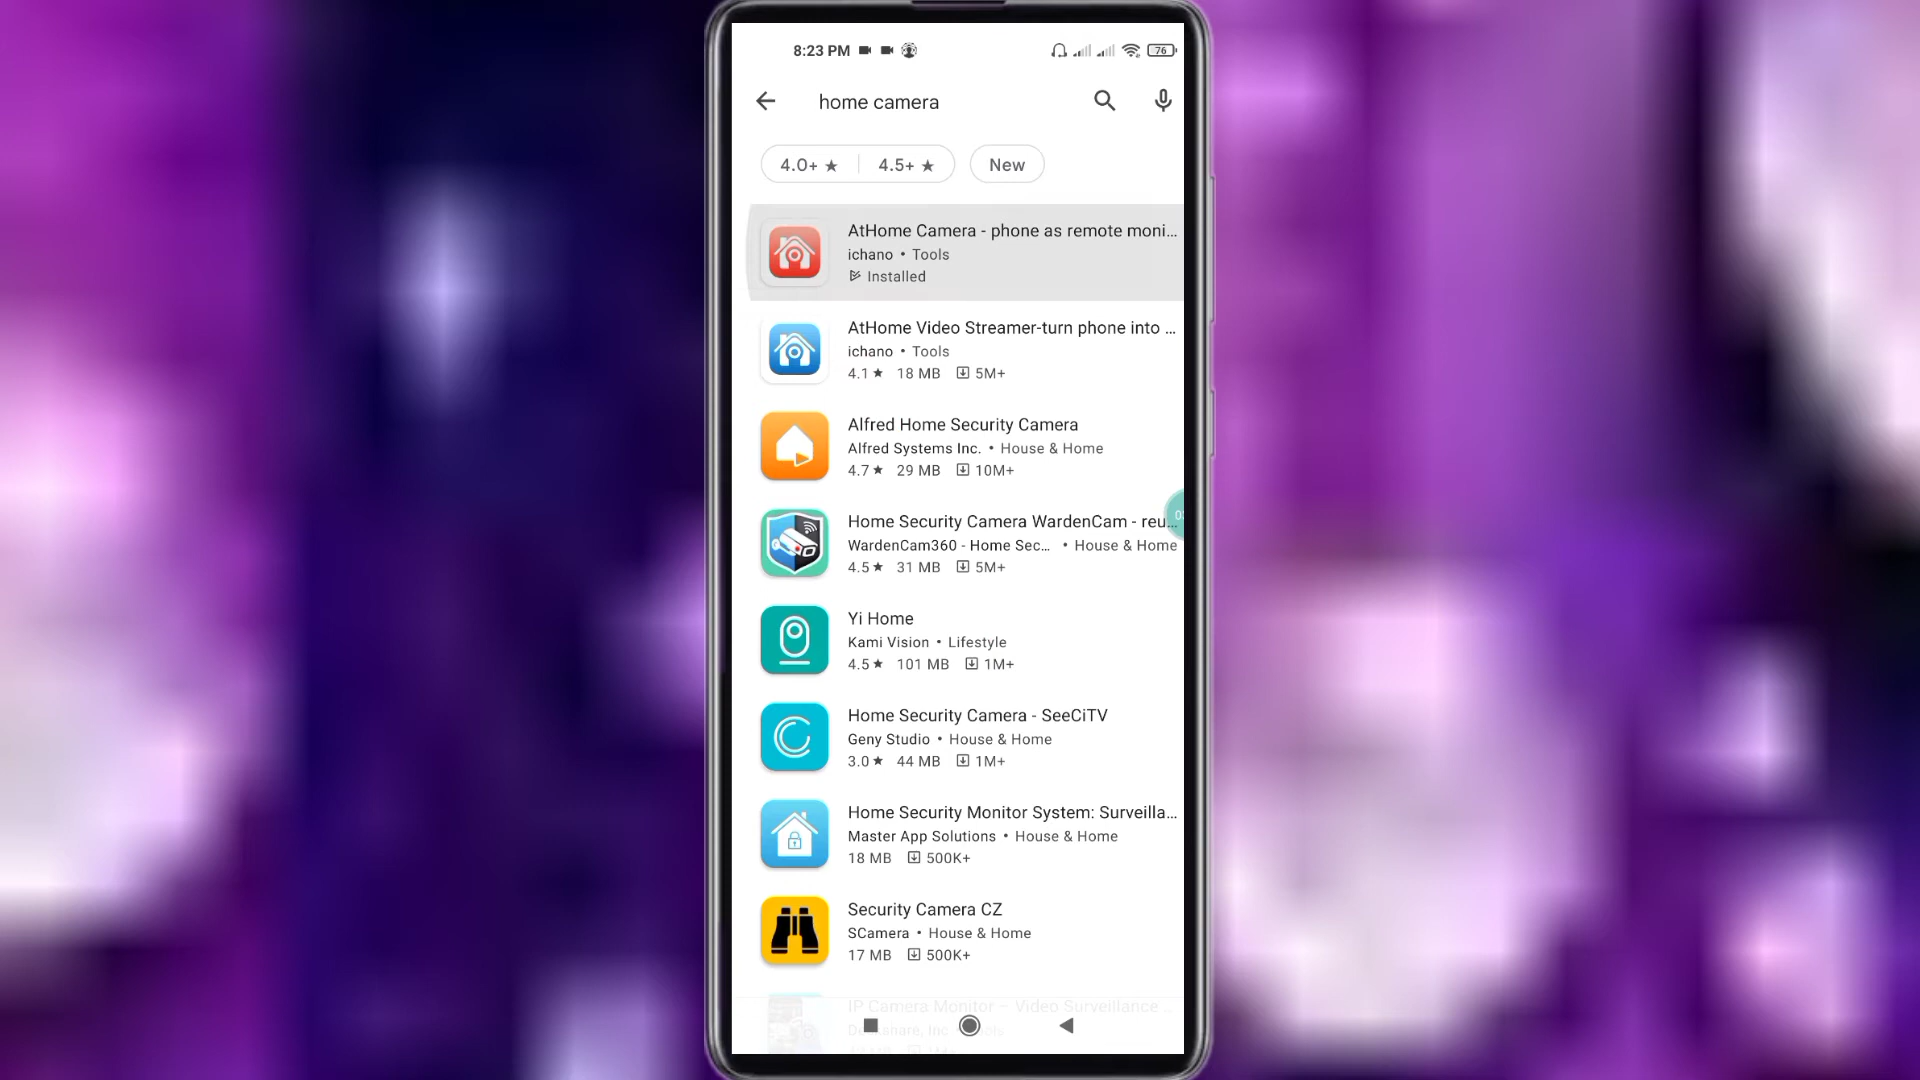 8:23 PM 76
home camera
4.0+ ★ 4.5+ ★ New
AtHome Camera - phone as remote moni...
ichano • Tools
Installed
AtHome Video Streamer-turn phone into ...
ichano • Tools
4.1 ★ 18 MB 5M+
Alfred Home Security Camera
Alfred Systems Inc. • House & Home
4.7 ★ 29 MB 10M+
Home Security Camera WardenCam - reu...
WardenCam360 - Home Sec... • House & Home
4.5 ★ 31 MB 5M+
Yi Home
Kami Vision • Lifestyle
4.5 ★ 101 MB 1M+
Home Security Camera - SeeCiTV
Geny Studio • House & Home
3.0 ★ 44 MB 1M+
Home Security Monitor System: Surveilla...
Master App Solutions • House & Home
18 MB 500K+
Security Camera CZ
SCamera • House & Home
17 MB 500K+
IP Camera Monitor – Video Surveillance ...